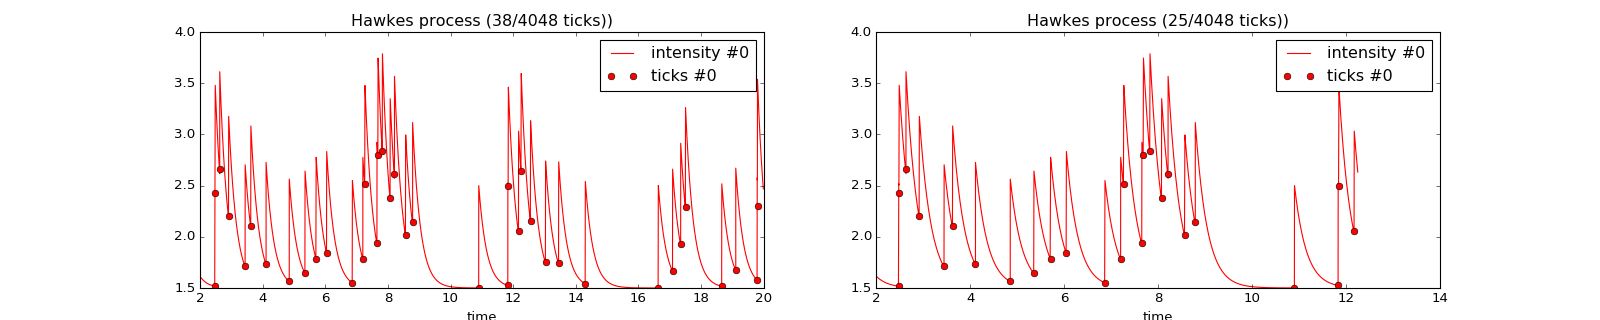 Hawkes process (38/4048 ticks))
4.0
3.5
3.0
2.5
2.0
1.5
intensity #0
ticks #0
2 4 6 8 10 12 14 16 18 20
time
Hawkes process (25/4048 ticks))
4.0
3.5
3.0
2.5
2.0
1.5
intensity #0
ticks #0
2 4 6 8 10 12 14
time